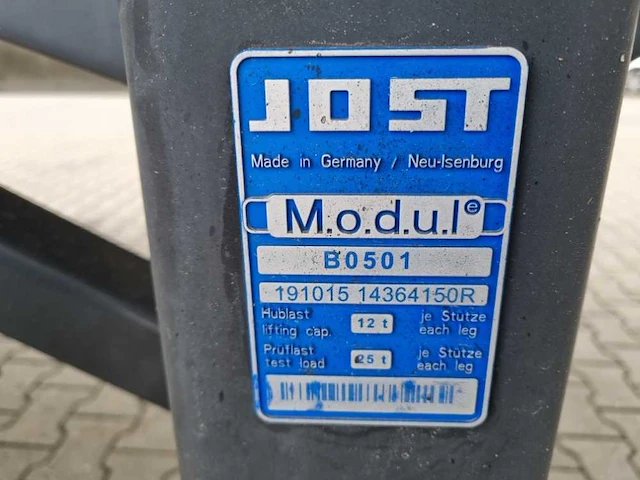 JOST
Made in Germany / Neu-Isenburg
M.o.d.u.l e
B0501
191015 14364150R
Hublast 12 t je Stütze
lifting cap. each leg
Prüflast 25 t je Stütze
test load each leg